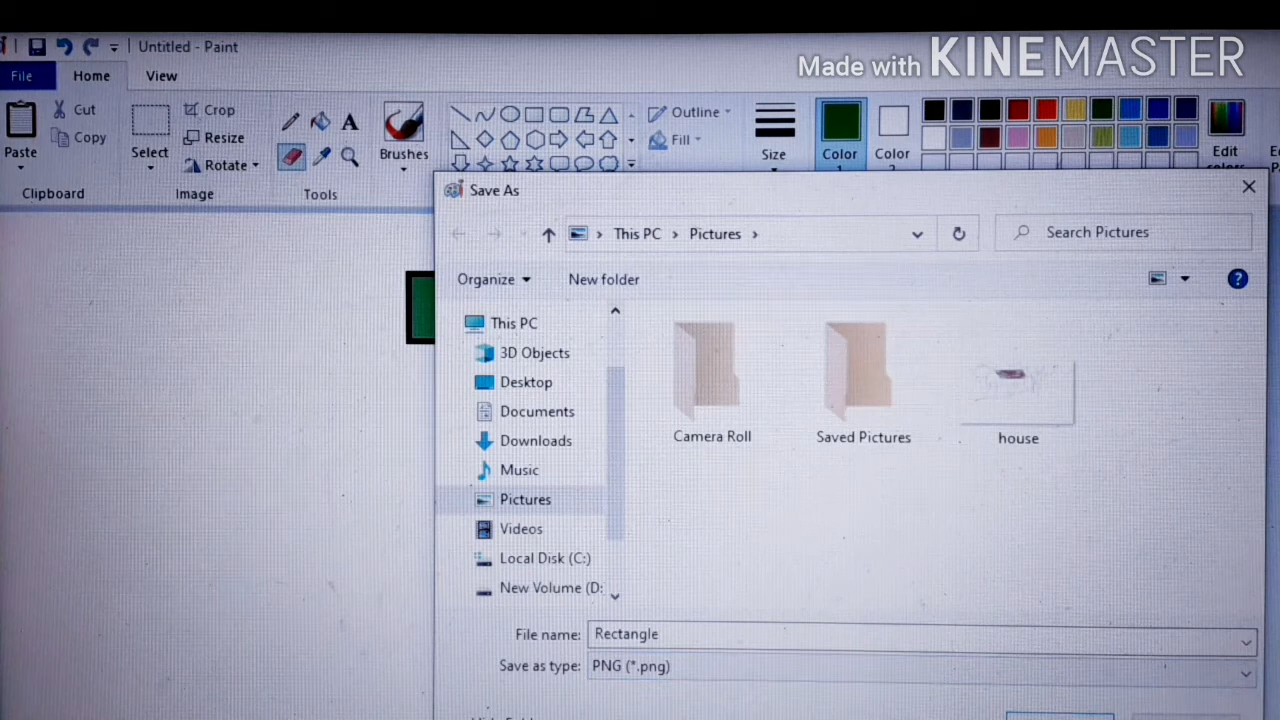 Untitled - Paint
Made with KINEMASTER
File Home View
Cut
Copy
Paste
Clipboard
Select
Crop
Resize
Rotate
Image
A
Tools
Brushes
Outline
Fill
Size
Color
Color
Edit
Save As
This PC > Pictures >
Search Pictures
Organize
New folder
This PC
3D Objects
Desktop
Documents
Downloads
Music
Pictures
Videos
Local Disk (C:)
New Volume (D:
Camera Roll
Saved Pictures
house
File name: Rectangle
Save as type: PNG (*.png)